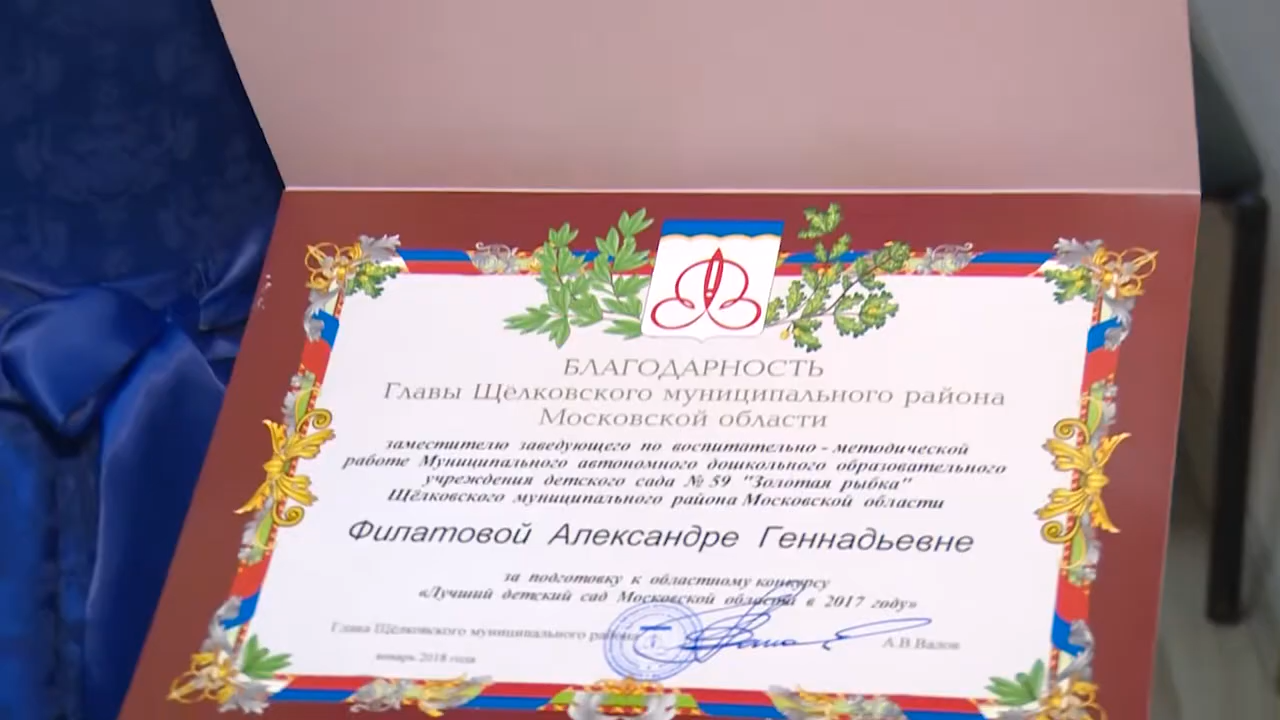 БЛАГОДАРНОСТЬ
Главы Щёлковского муниципального района
Московской области
заместителю заведующего по воспитательно - методической
работе Муниципального автономного дошкольного образовательного
учреждения детского сада № 59 "Золотая рыбка"
Щёлковского муниципального района Московской области
Филатовой Александре Геннадьевне
за подготовку к областному конкурсу
«Лучший детский сад Московской области в 2017 году»
Глава Щёлковского муниципального района
А.В.Валов
январь 2018 года